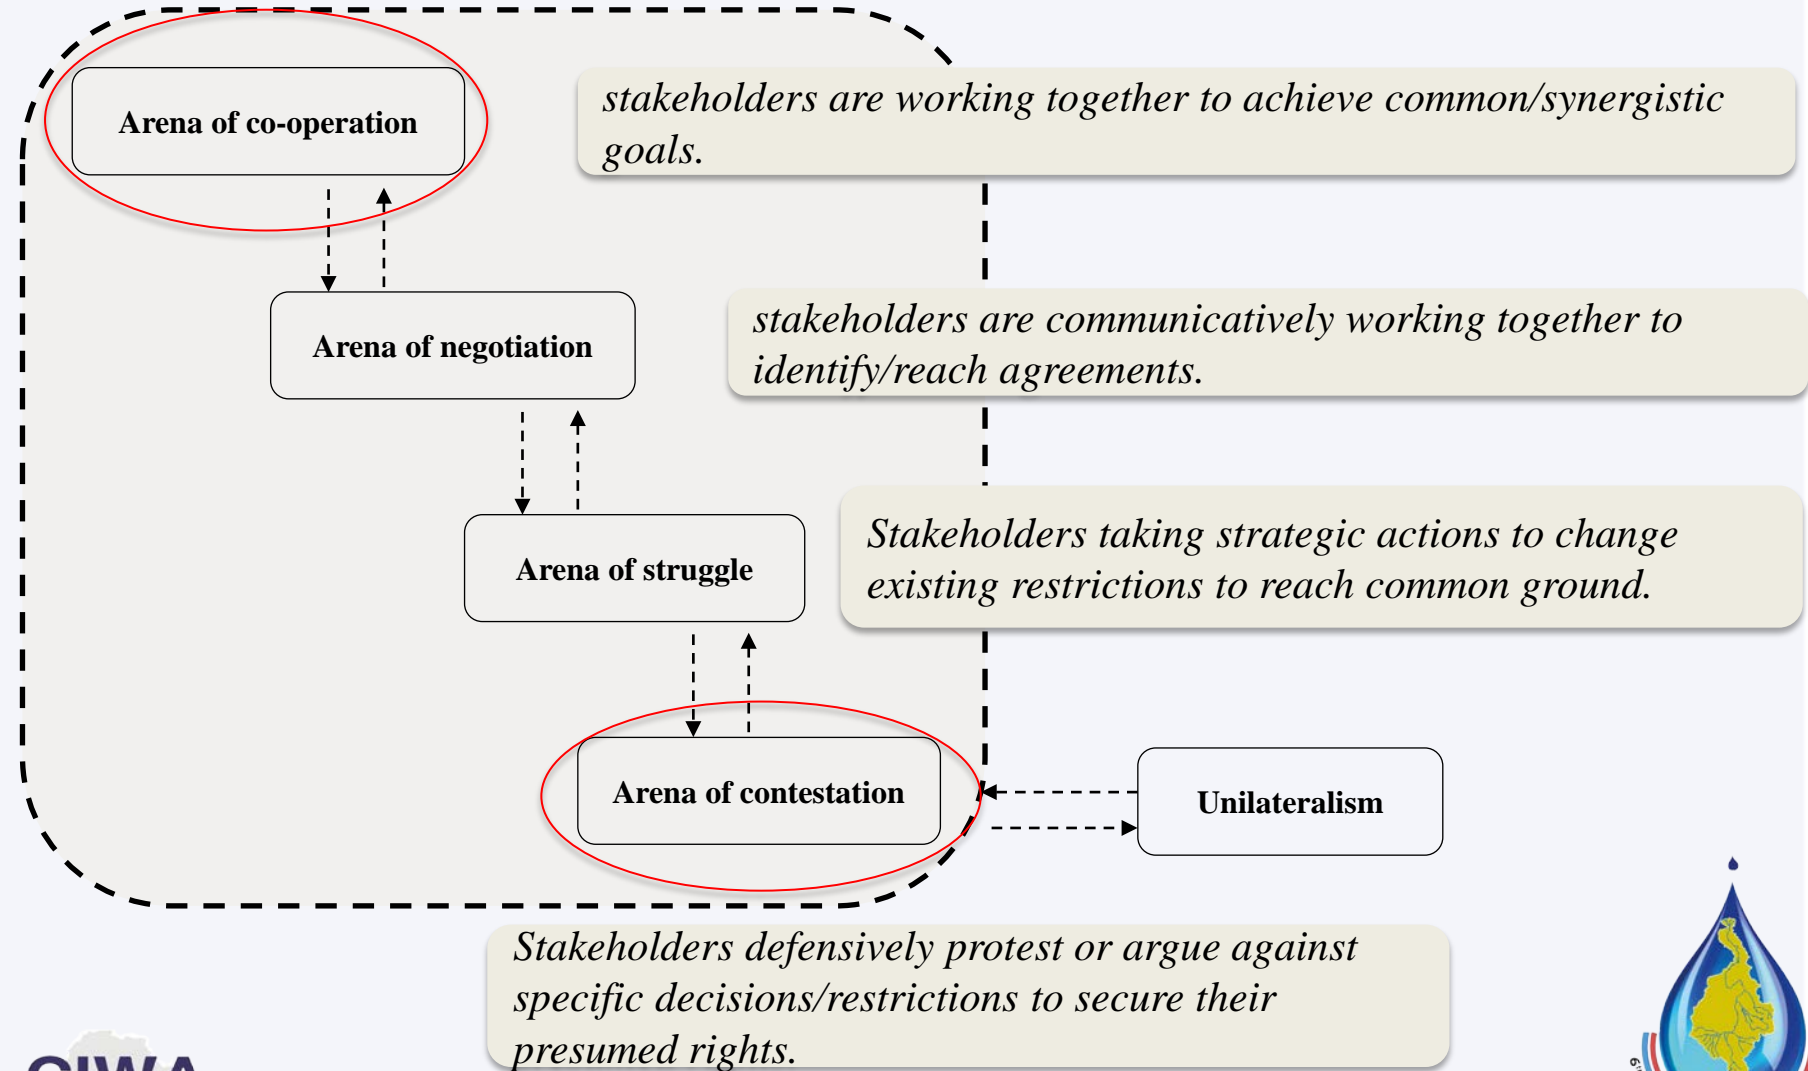 Arena of co-operation
stakeholders are working together to achieve common/synergistic
goals.
Arena of negotiation
stakeholders are communicatively working together to
identify/reach agreements.
Arena of struggle
Stakeholders taking strategic actions to change
existing restrictions to reach common ground.
Arena of contestation
Unilateralism
Stakeholders defensively protest or argue against
specific decisions/restrictions to secure their
presumed rights.
CIWA